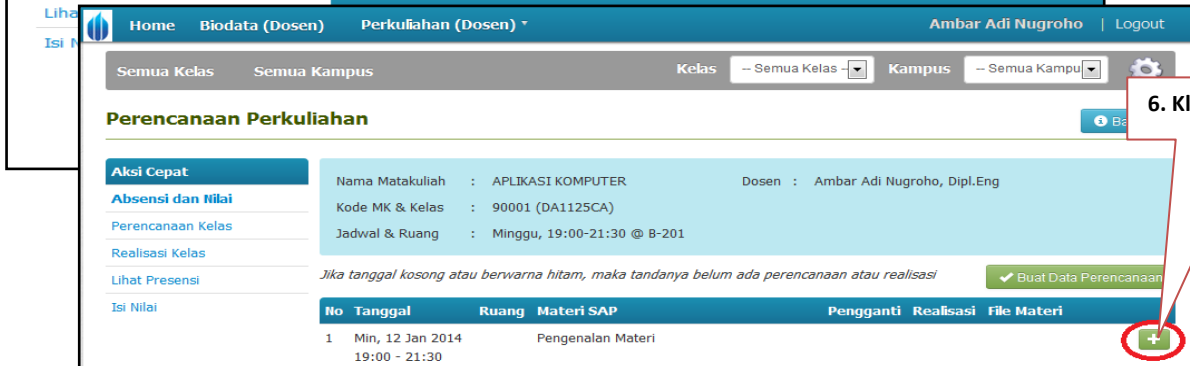 Home Biodata (Dosen) Perkuliahan (Dosen) Ambar Adi Nugroho | Logout
Semua Kelas Semua Kampus Kelas -- Semua Kelas -- Kampus -- Semua Kampu
6. Kl
Perencanaan Perkuliahan
Aksi Cepat
Absensi dan Nilai
Perencanaan Kelas
Realisasi Kelas
Lihat Presensi
Isi Nilai
Nama Matakuliah : APLIKASI KOMPUTER Dosen : Ambar Adi Nugroho, Dipl.Eng
Kode MK & Kelas : 90001 (DA1125CA)
Jadwal & Ruang : Minggu, 19:00-21:30 @ B-201
Jika tanggal kosong atau berwarna hitam, maka tandanya belum ada perencanaan atau realisasi
Buat Data Perencanaan
No Tanggal Ruang Materi SAP Pengganti Realisasi File Materi
1 Min, 12 Jan 2014 Pengenalan Materi
19:00 - 21:30